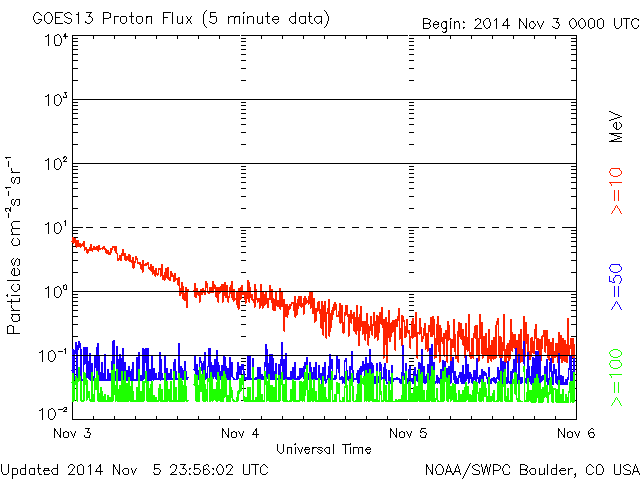 GOES13 Proton Flux (5 minute data)
Begin: 2014 Nov 3 0000 UTC
Particles cm⁻²s⁻¹sr⁻¹
10⁴
10³
10²
10¹
10⁰
10⁻¹
10⁻²
Nov 3
Nov 4
Nov 5
Nov 6
Universal Time
MeV
>=10
>=50
>=100
Updated 2014 Nov 5 23:56:02 UTC
NOAA/SWPC Boulder, CO USA